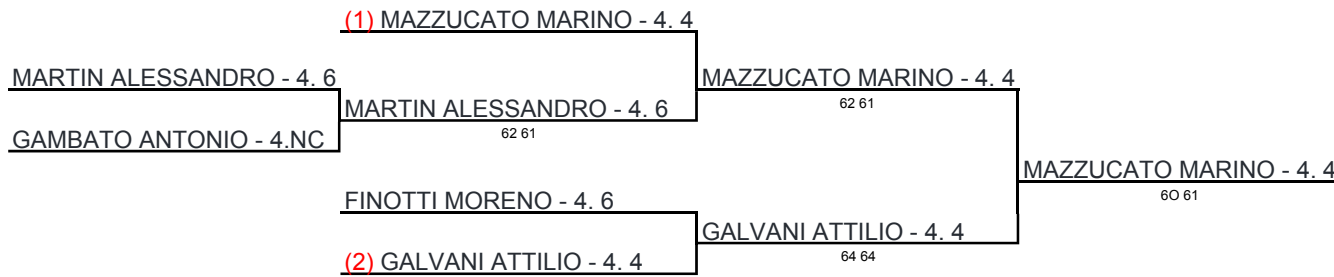 (1) MAZZUCATO MARINO - 4. 4
MARTIN ALESSANDRO - 4. 6
MAZZUCATO MARINO - 4. 4
62 61
MARTIN ALESSANDRO - 4. 6
62 61
GAMBATO ANTONIO - 4.NC
MAZZUCATO MARINO - 4. 4
6O 61
FINOTTI MORENO - 4. 6
GALVANI ATTILIO - 4. 4
64 64
(2) GALVANI ATTILIO - 4. 4